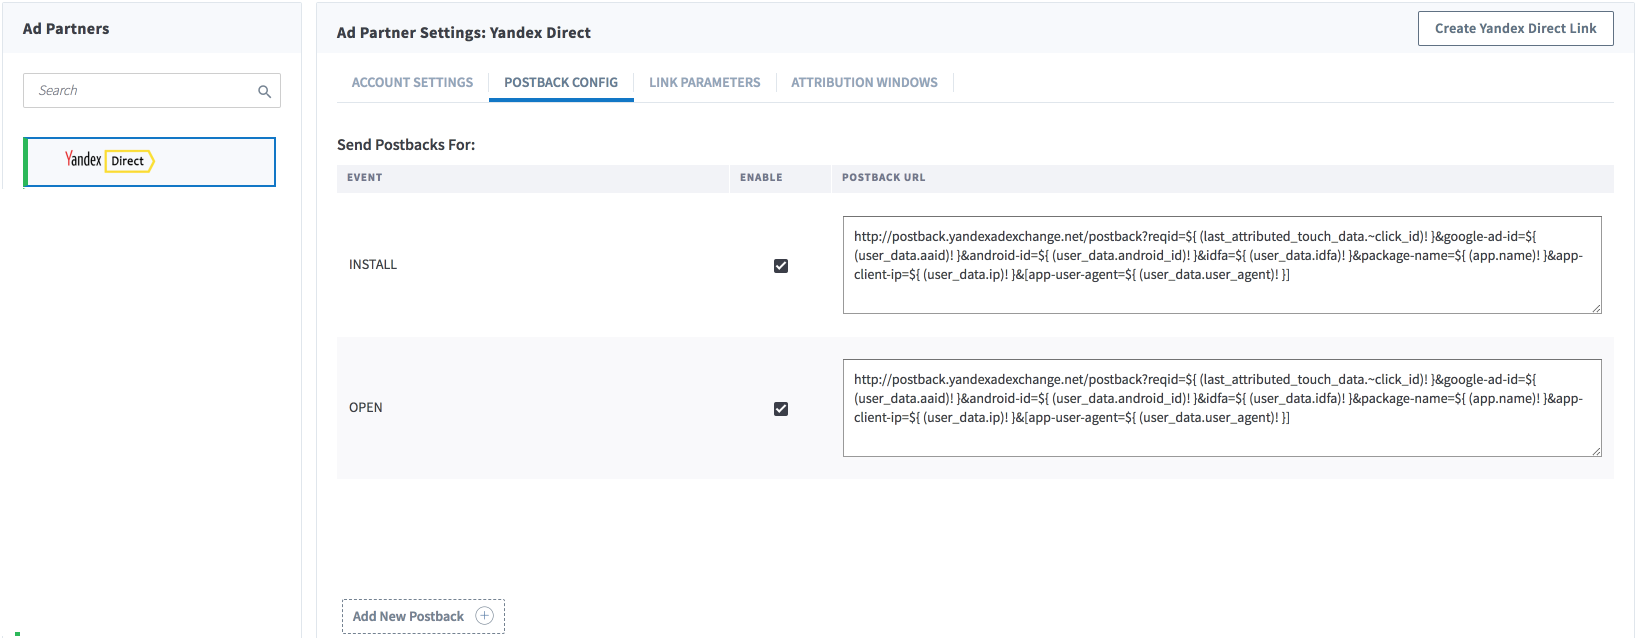 Ad Partners
Search
Yandex Direct
Ad Partner Settings: Yandex Direct
Create Yandex Direct Link
ACCOUNT SETTINGS
POSTBACK CONFIG
LINK PARAMETERS
ATTRIBUTION WINDOWS
Send Postbacks For:
EVENT
ENABLE
POSTBACK URL
INSTALL
http://postback.yandexadexchange.net/postback?reqid=${ (last_attributed_touch_data.~click_id)! }&google-ad-id=${
(user_data.aaid)! }&android-id=${ (user_data.android_id)! }&idfa=${ (user_data.idfa)! }&package-name=${ (app.name)! }&app-
client-ip=${ (user_data.ip)! }&[app-user-agent=${ (user_data.user_agent)! }]
OPEN
http://postback.yandexadexchange.net/postback?reqid=${ (last_attributed_touch_data.~click_id)! }&google-ad-id=${
(user_data.aaid)! }&android-id=${ (user_data.android_id)! }&idfa=${ (user_data.idfa)! }&package-name=${ (app.name)! }&app-
client-ip=${ (user_data.ip)! }&[app-user-agent=${ (user_data.user_agent)! }]
Add New Postback